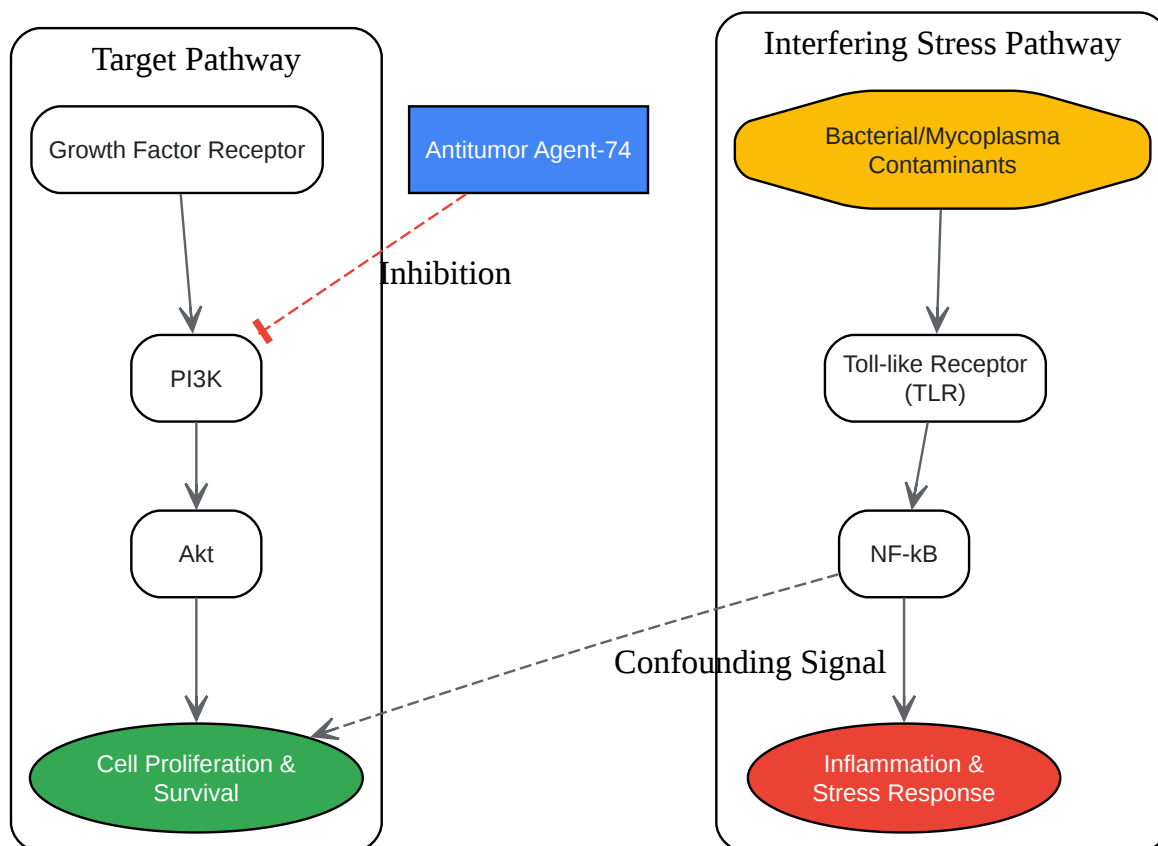 Target Pathway
Growth Factor Receptor
PI3K
Akt
Cell Proliferation &
Survival
Antitumor Agent-74
Inhibition
Interfering Stress Pathway
Bacterial/Mycoplasma
Contaminants
Toll-like Receptor
(TLR)
NF-kB
Confounding Signal
Inflammation &
Stress Response